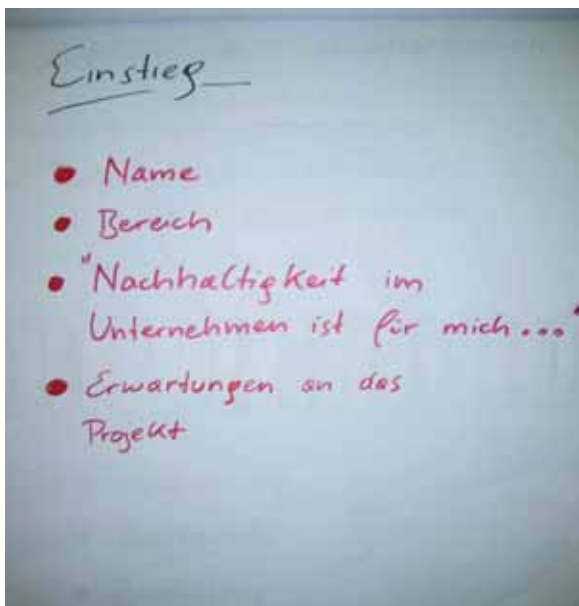 Einstieg
• Name
• Bereich
• "Nachhaltigkeit im
Unternehmen ist für mich..."
• Erwartungen an das
Projekt